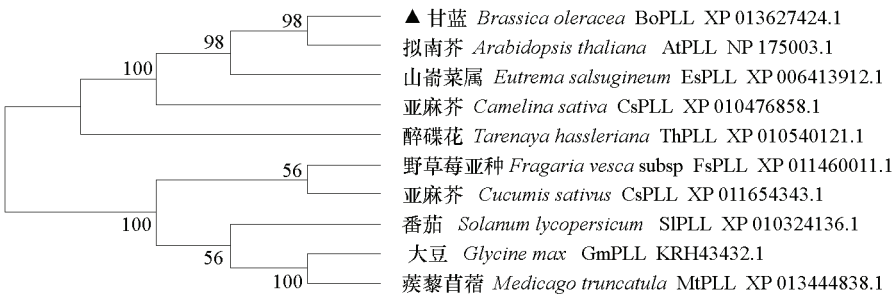 98 ▲甘蓝 Brassica oleracea BoPLL XP 013627424.1
98 拟南芥 Arabidopsis thaliana AtPLL NP 175003.1
100 山嵛菜属 Eutrema salsugineum EsPLL XP 006413912.1
亚麻芥 Camelina sativa CsPLL XP 010476858.1
醉碟花 Tarenaya hassleriana ThPLL XP 010540121.1
56 野草莓亚种 Fragaria vesca subsp FsPLL XP 011460011.1
亚麻芥 Cucumis sativus CsPLL XP 011654343.1
100 番茄 Solanum lycopersicum SlPLL XP 010324136.1
56 大豆 Glycine max GmPLL KRH43432.1
100 蒺藜苜蓿 Medicago truncatula MtPLL XP 013444838.1